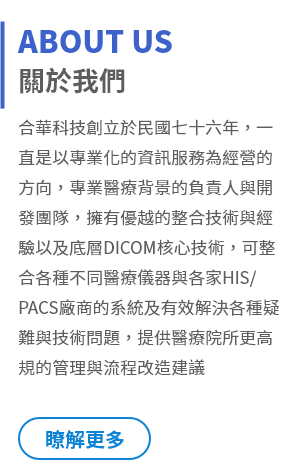 ABOUT US
關於我們
合華科技創立於民國七十六年，一
直是以專業化的資訊服務為經營的
方向，專業醫療背景的負責人與開
發團隊，擁有優越的整合技術與經
驗以及底層DICOM核心技術，可整
合各種不同醫療儀器與各家HIS/
PACS廠商的系統及有效解決各種疑
難與技術問題，提供醫療院所更高
規的管理與流程改造建議
瞭解更多